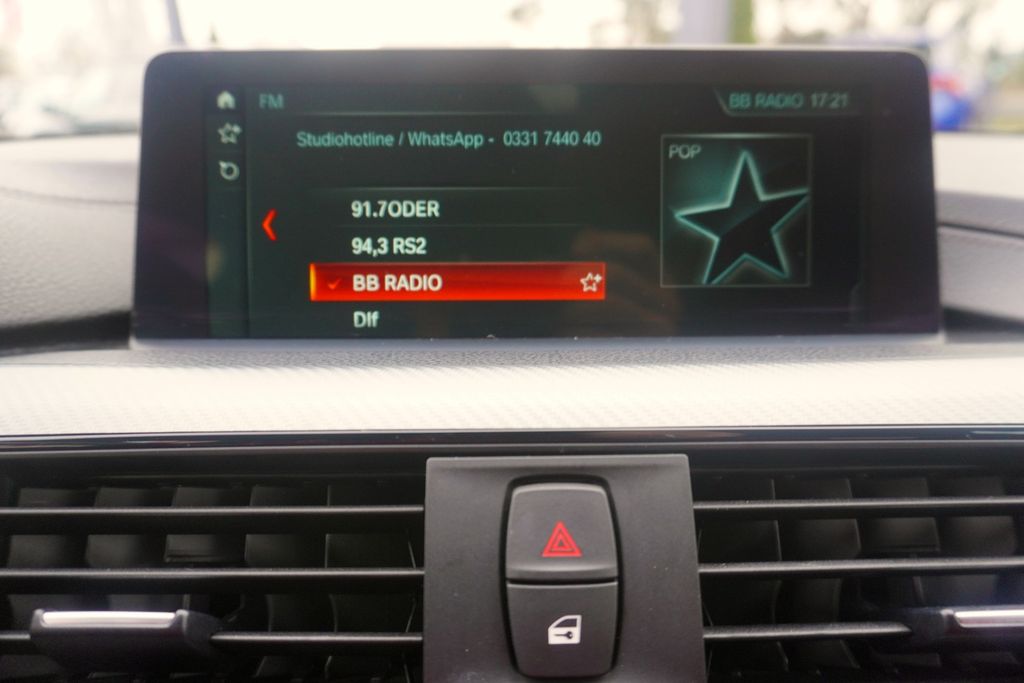 FM
BB RADIO 17:21
Studiohotline / WhatsApp - 0331 7440 40
POP
91.7ODER
94,3 RS2
BB RADIO
Dlf